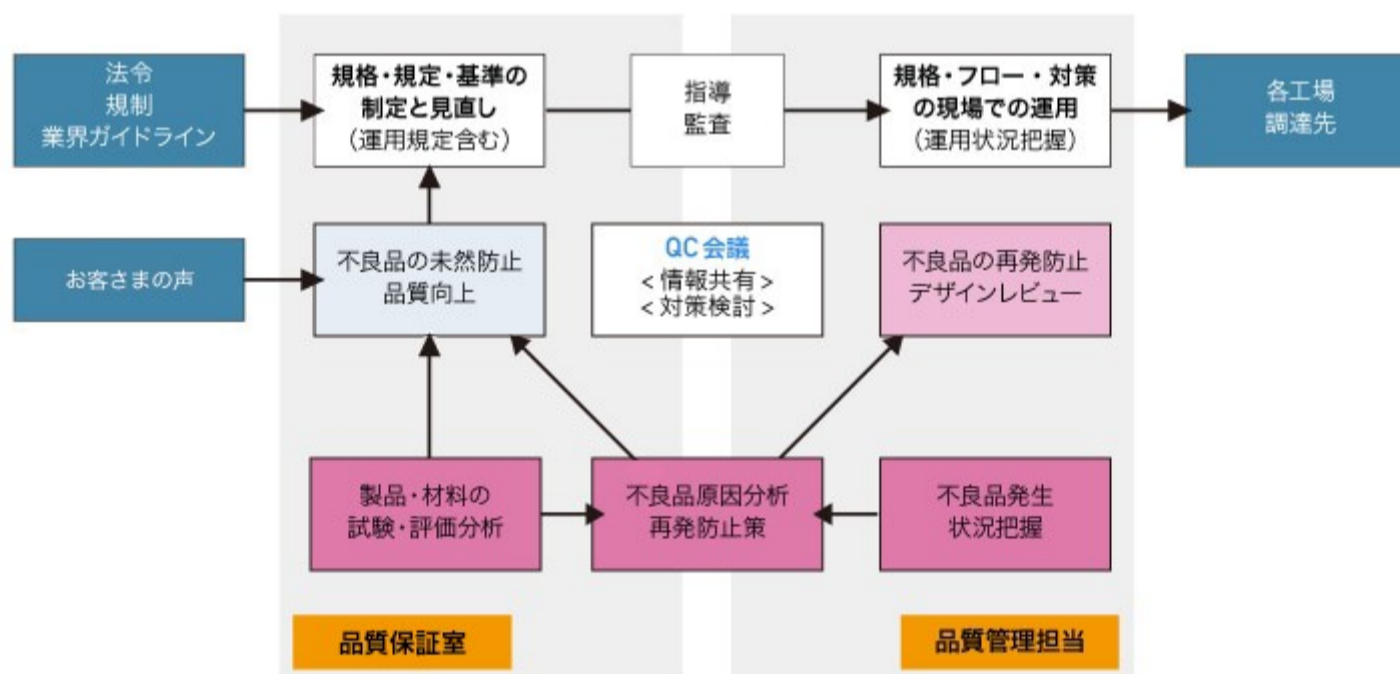 法令
規制
業界ガイドライン
規格・規定・基準の
制定と見直し
（運用規定含む）
指導
監査
規格・フロー・対策
の現場での運用
（運用状況把握）
各工場
調達先
お客さまの声
不良品の未然防止
品質向上
QC会議
＜情報共有＞
＜対策検討＞
不良品の再発防止
デザインレビュー
製品・材料の
試験・評価分析
不良品原因分析
再発防止策
不良品発生
状況把握
品質保証室
品質管理担当